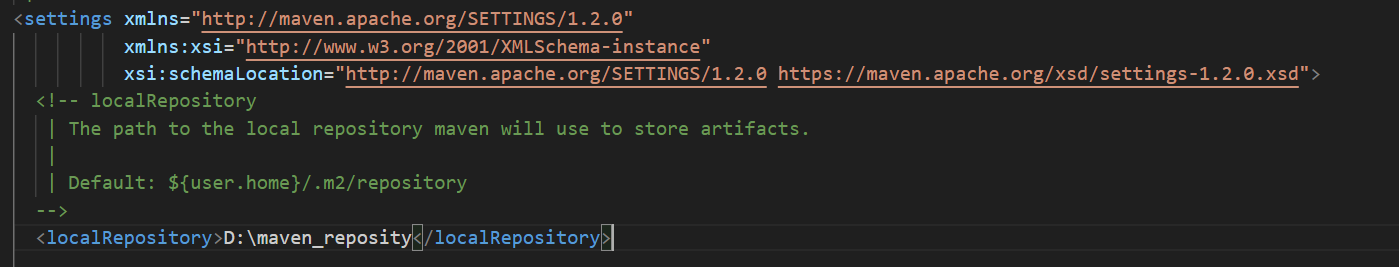 <settings xmlns="http://maven.apache.org/SETTINGS/1.2.0"
xmlns:xsi="http://www.w3.org/2001/XMLSchema-instance"
xsi:schemaLocation="http://maven.apache.org/SETTINGS/1.2.0 https://maven.apache.org/xsd/settings-1.2.0.xsd">
<!-- localRepository
| The path to the local repository maven will use to store artifacts.
|
| Default: ${user.home}/.m2/repository
-->
<localRepository>D:\maven_reposity</localRepository>